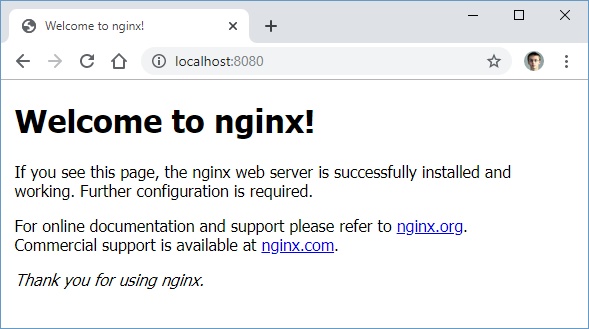 Welcome to nginx!
localhost:8080
Welcome to nginx!
If you see this page, the nginx web server is successfully installed and
working. Further configuration is required.
For online documentation and support please refer to nginx.org.
Commercial support is available at nginx.com.
Thank you for using nginx.